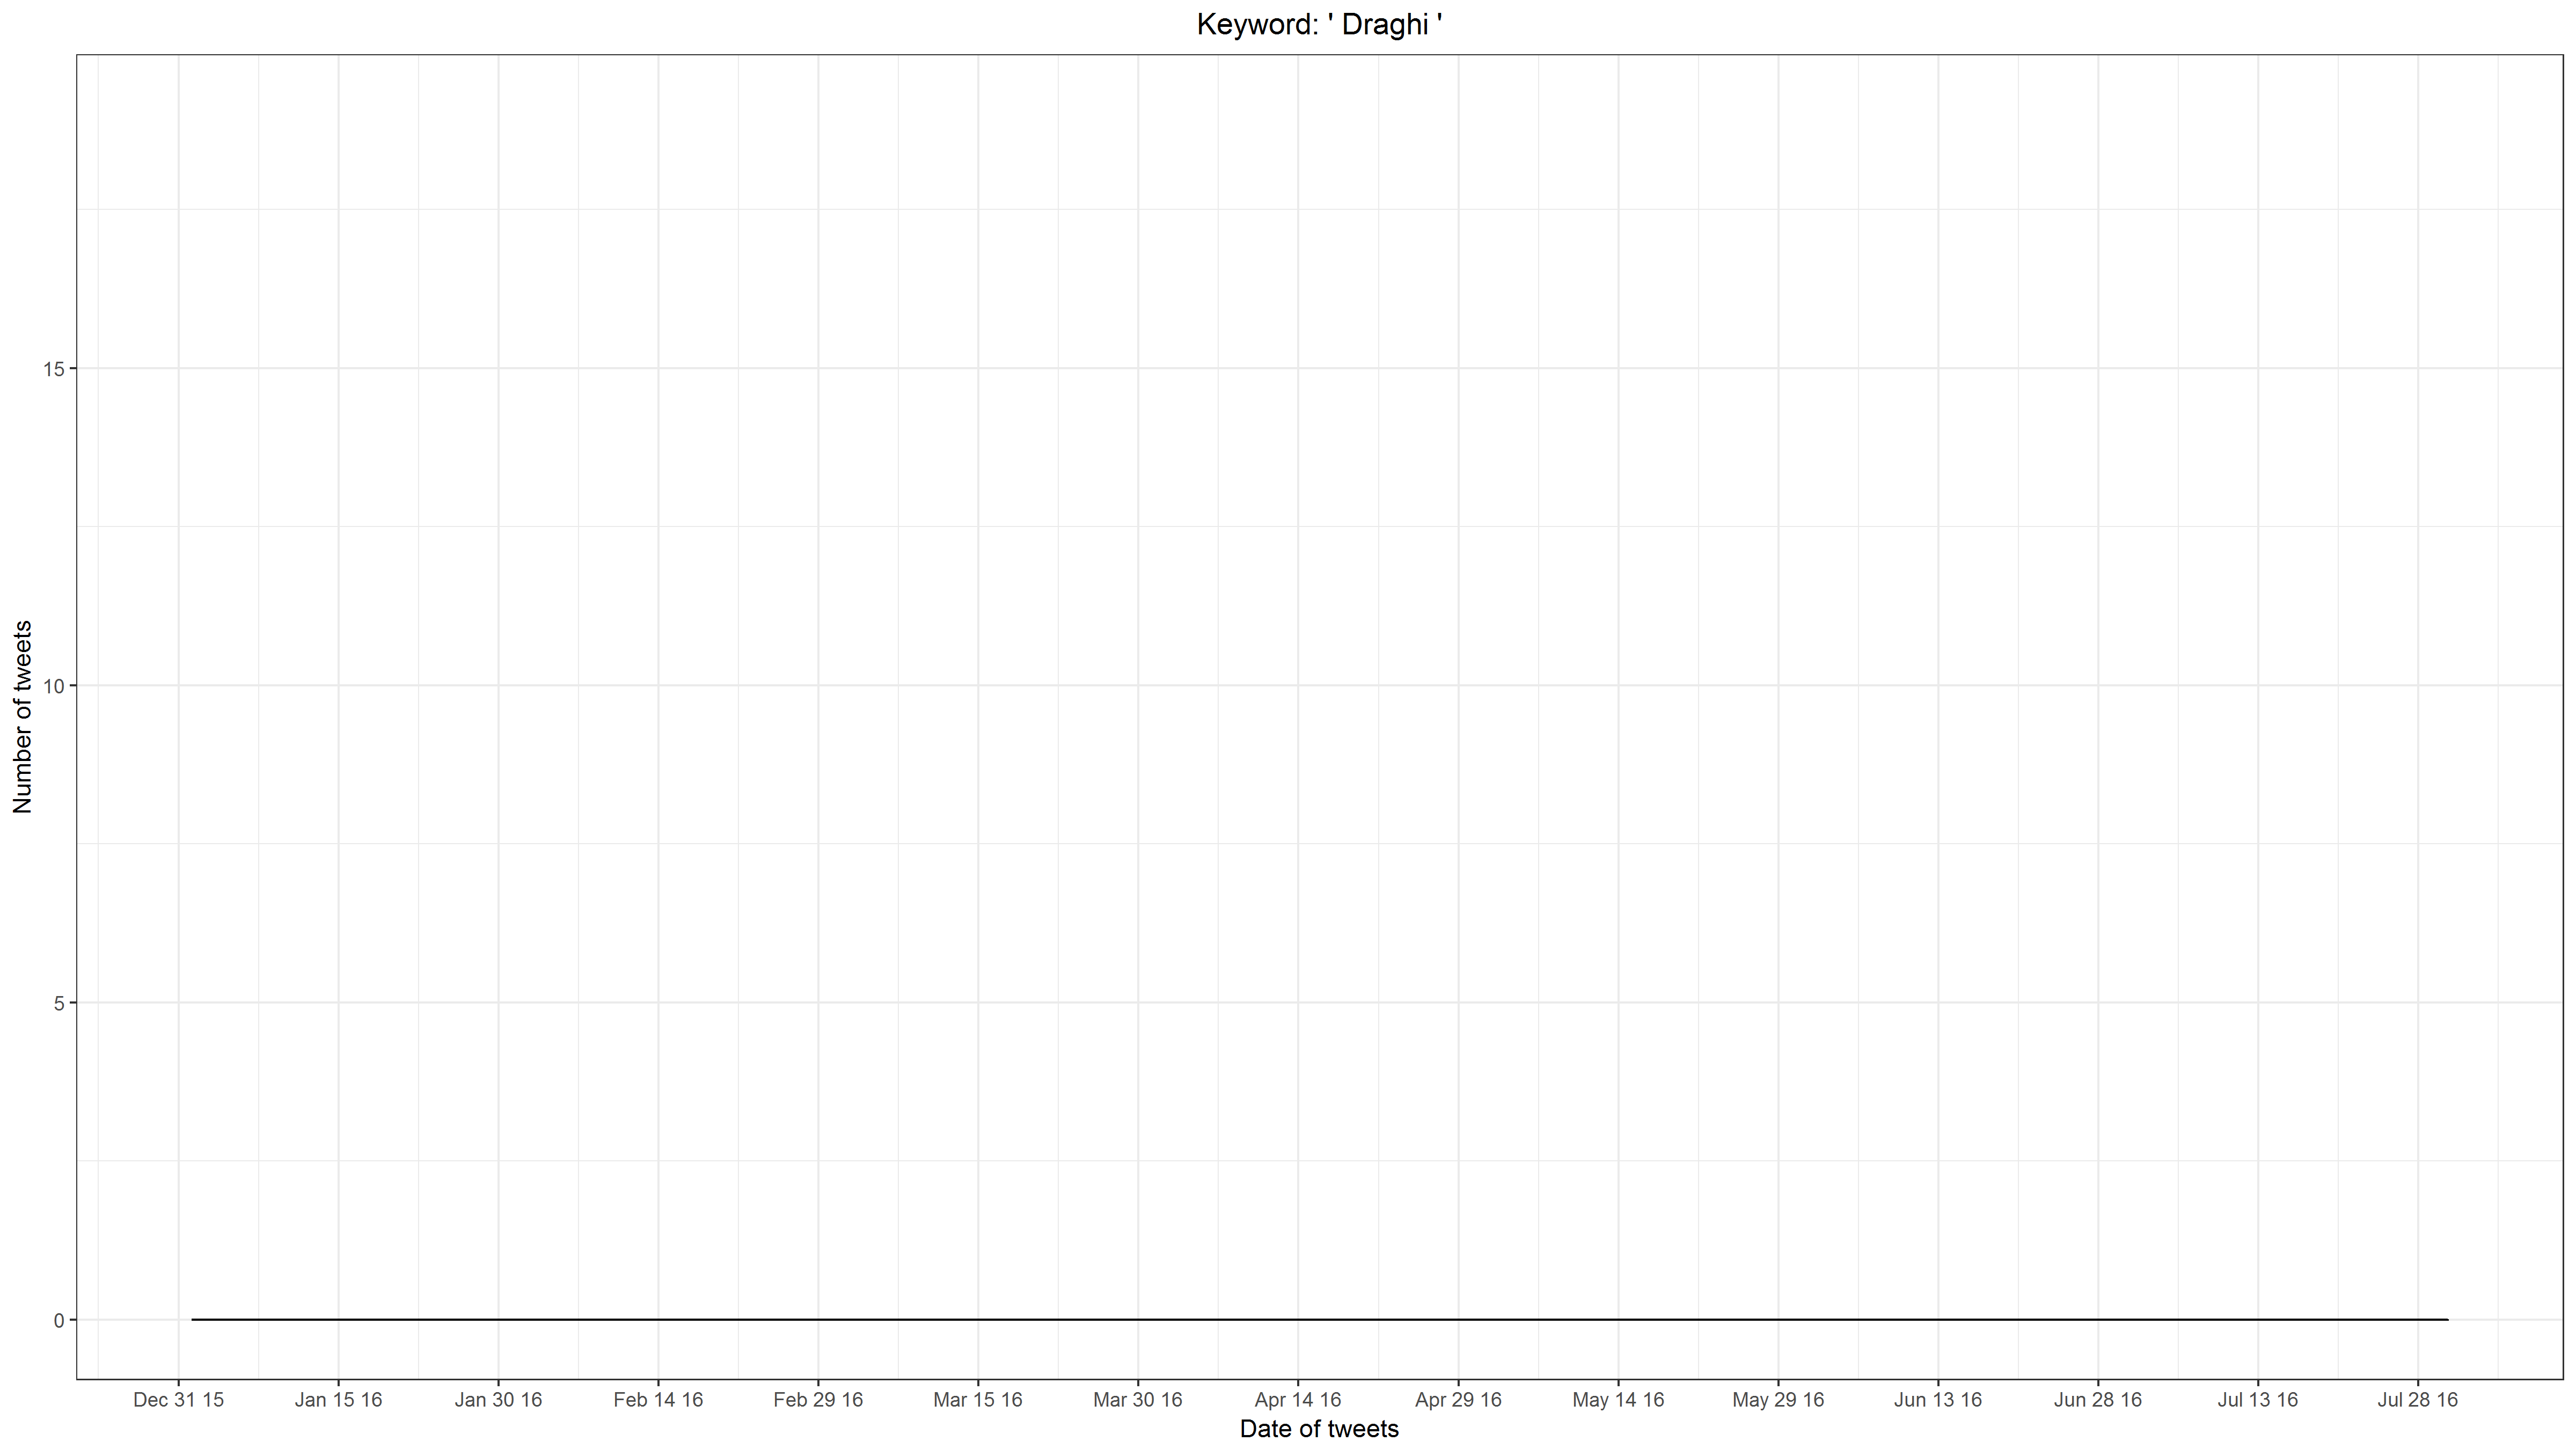 Keyword: ' Draghi '
Number of tweets
15
10
5
0
Dec 31 15 Jan 15 16 Jan 30 16 Feb 14 16 Feb 29 16 Mar 15 16 Mar 30 16 Apr 14 16 Apr 29 16 May 14 16 May 29 16 Jun 13 16 Jun 28 16 Jul 13 16 Jul 28 16
Date of tweets